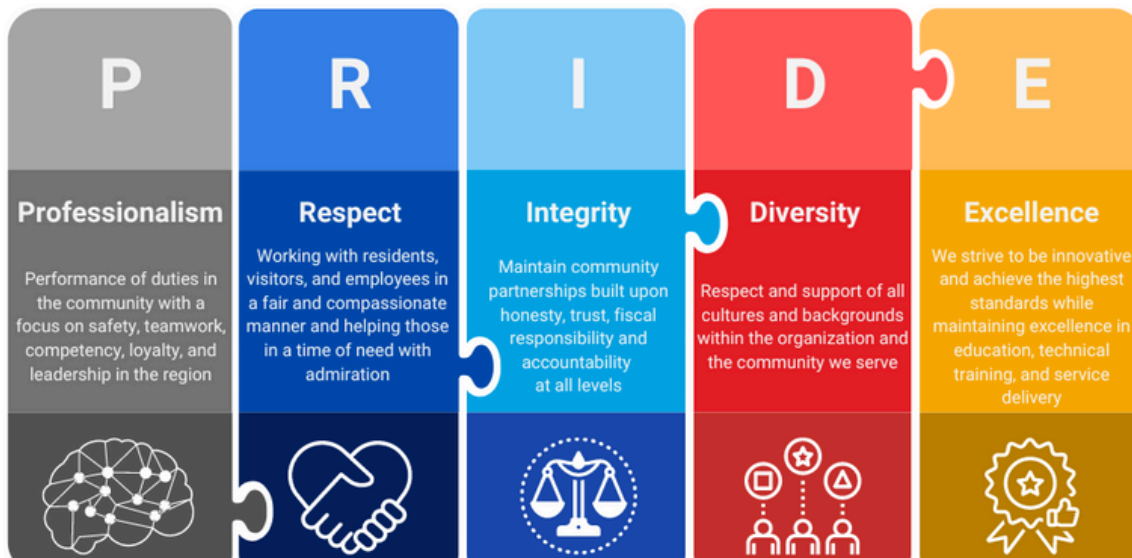 P
Professionalism
Performance of duties in
the community with a
focus on safety, teamwork,
competency, loyalty, and
leadership in the region
R
Respect
Working with residents,
visitors, and employees in
a fair and compassionate
manner and helping those
in a time of need with
admiration
I
Integrity
Maintain community
partnerships built upon
honesty, trust, fiscal
responsibility and
accountability
at all levels
D
Diversity
Respect and support of all
cultures and backgrounds
within the organization and
the community we serve
E
Excellence
We strive to be innovative
and achieve the highest
standards while
maintaining excellence in
education, technical
training, and service
delivery